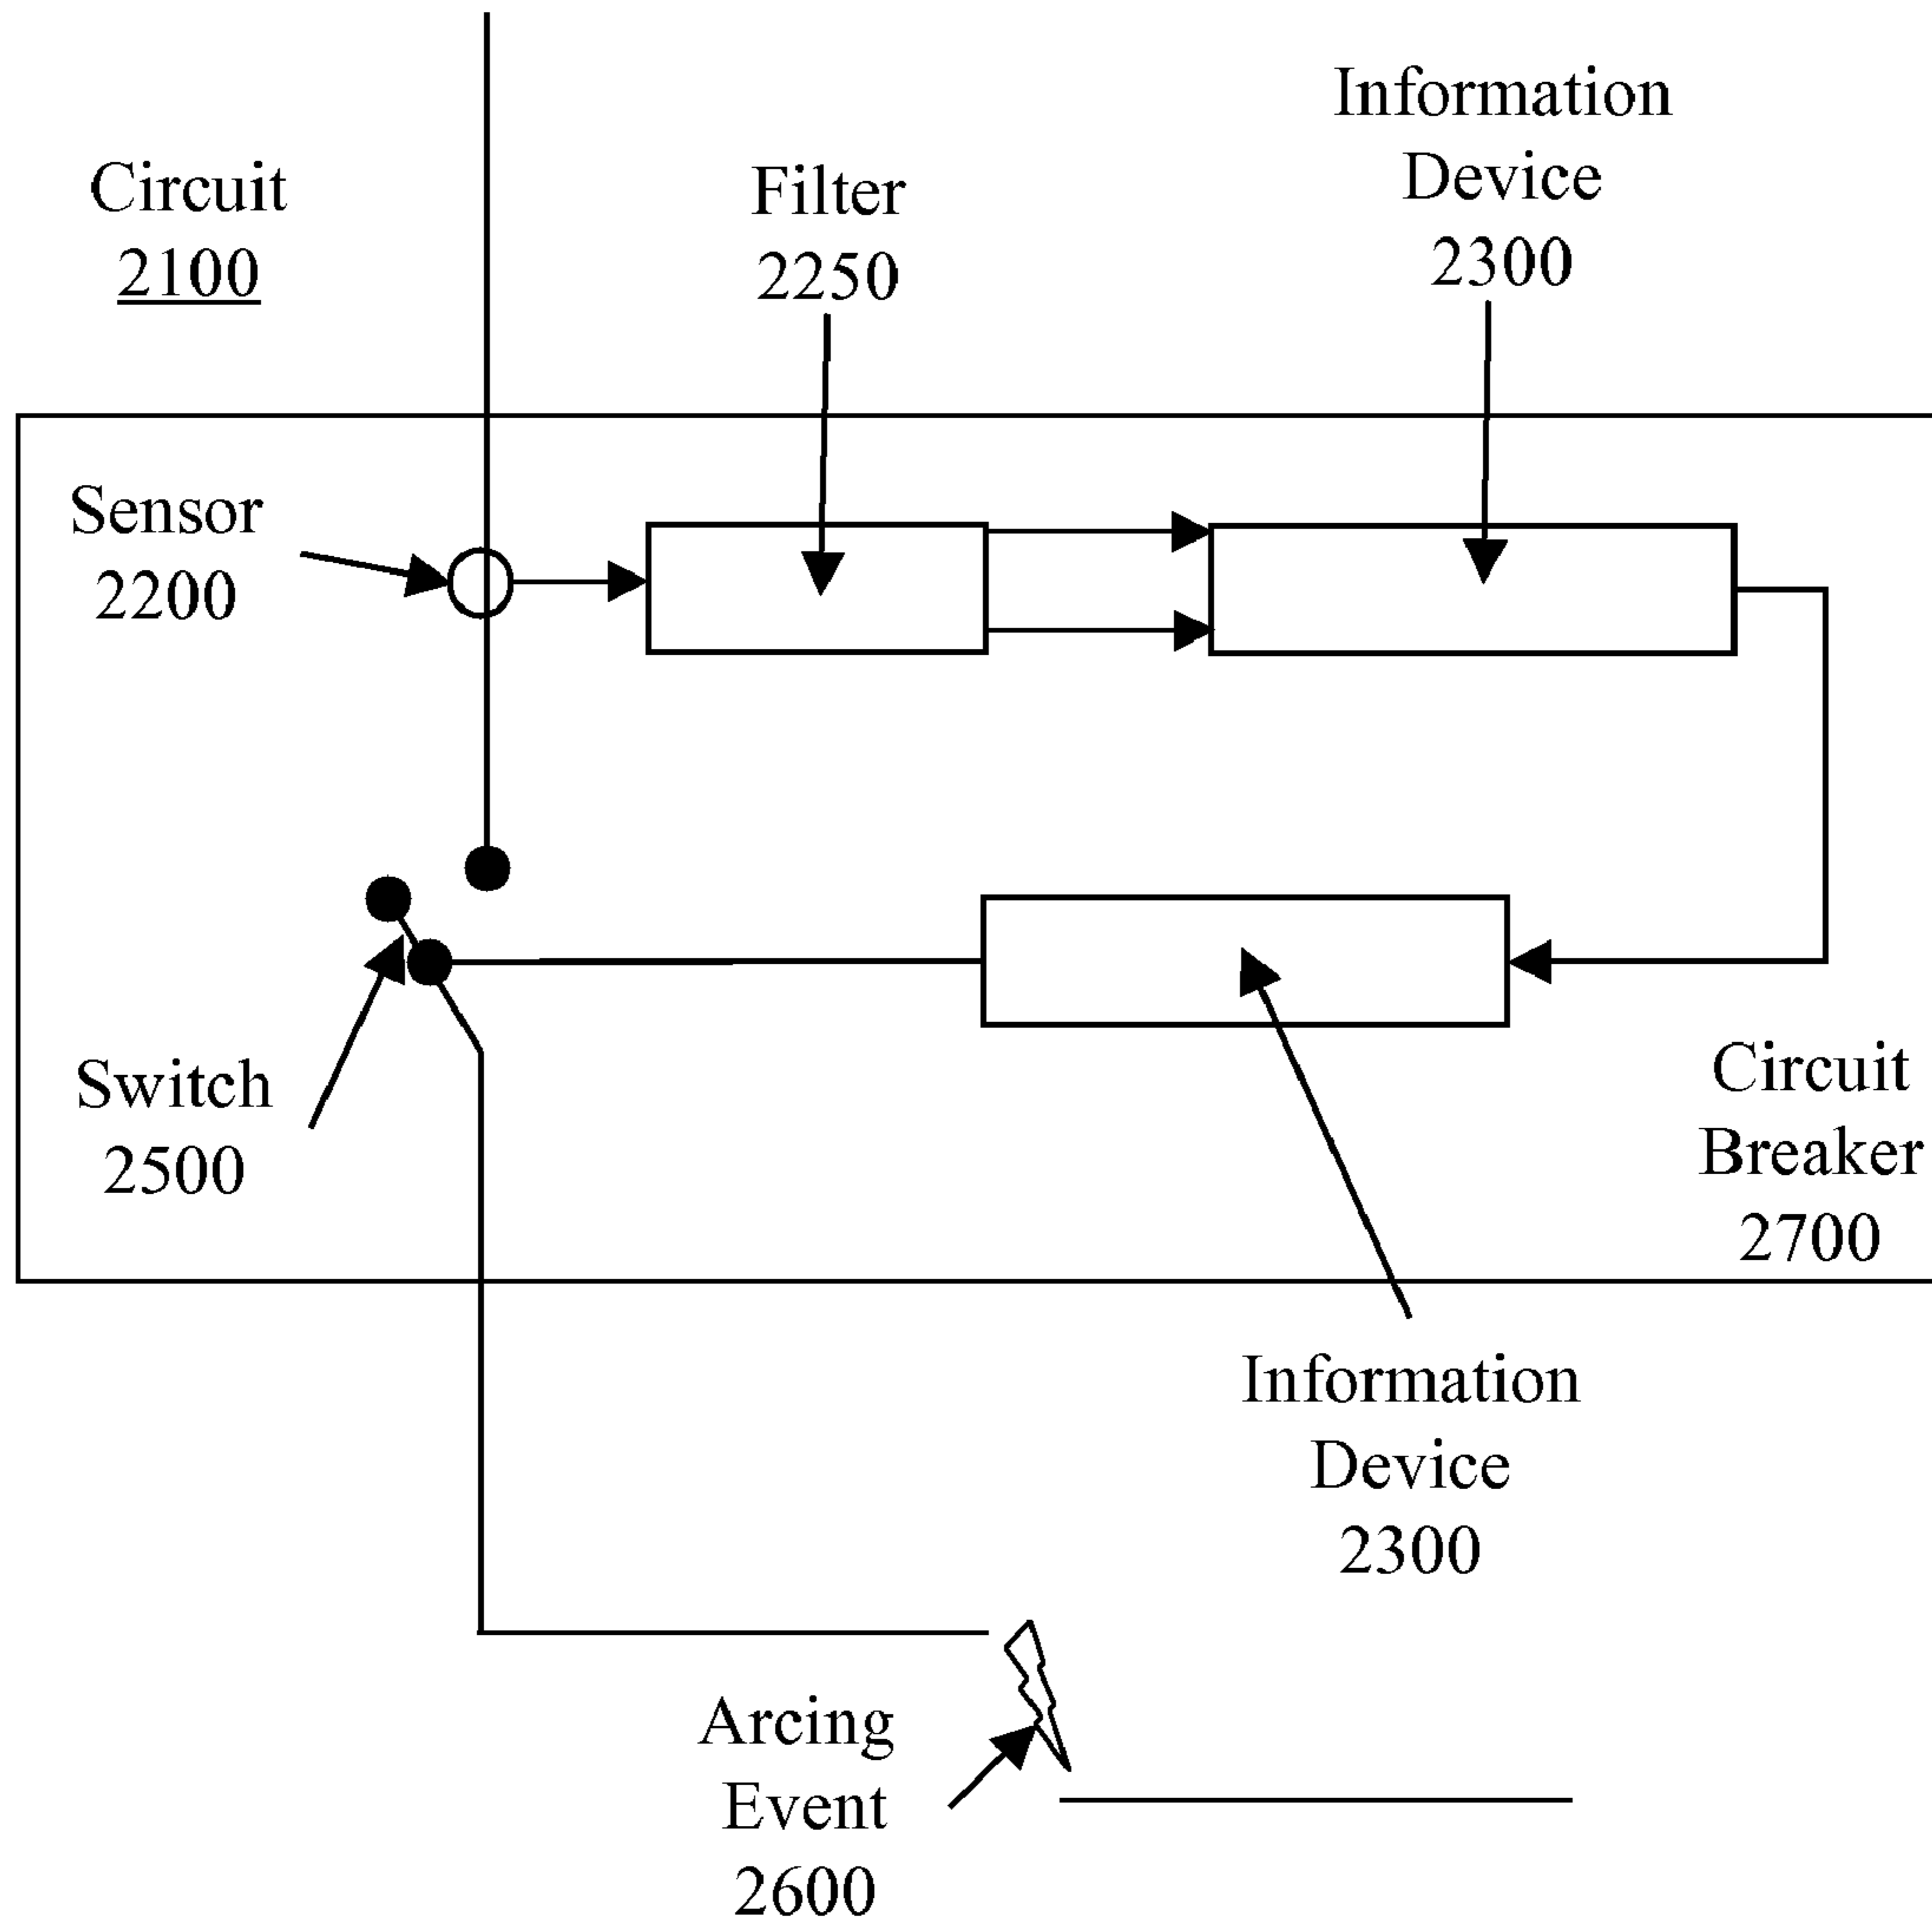 Circuit
2100
Filter
2250
Information
Device
2300
Sensor
2200
Switch
2500
Circuit
Breaker
2700
Information
Device
2300
Arcing
Event
2600